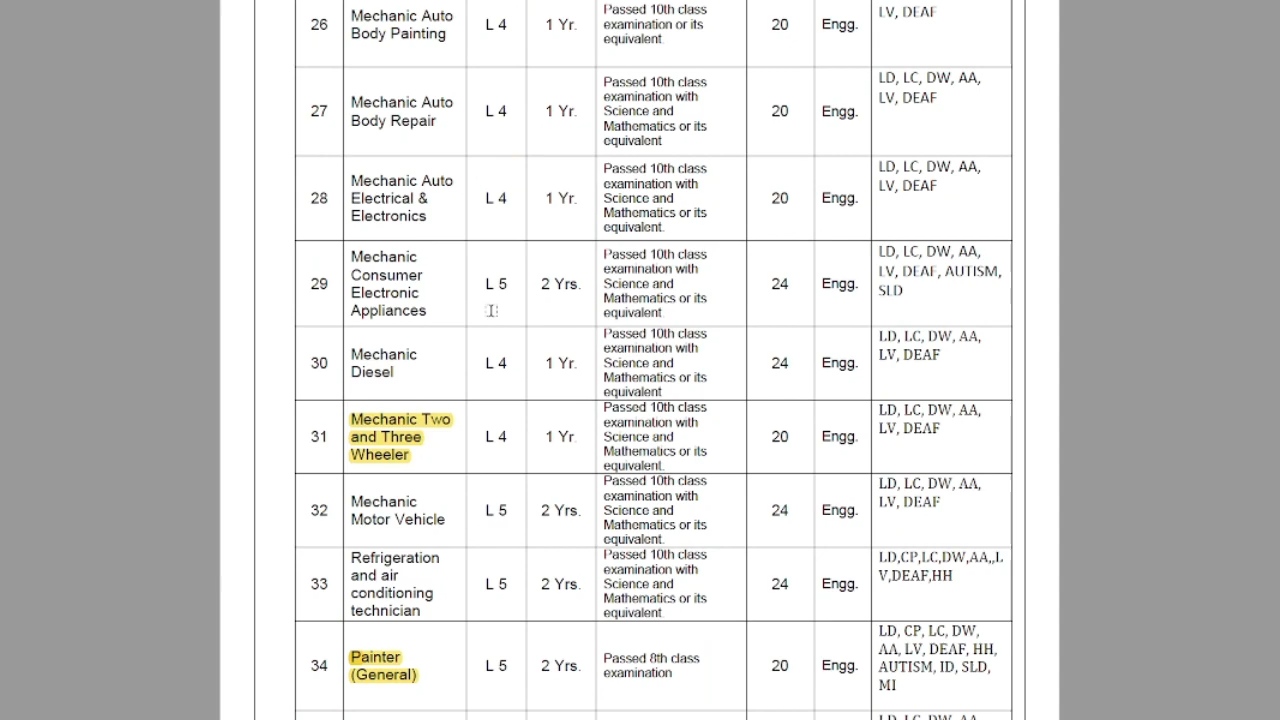 26
Mechanic Auto
Body Painting
L 4
1 Yr.
Passed 10th class
examination or its
equivalent.
20
Engg.
LV, DEAF
27
Mechanic Auto
Body Repair
L 4
1 Yr.
Passed 10th class
examination with
Science and
Mathematics or its
equivalent
20
Engg.
LD, LC, DW, AA,
LV, DEAF
28
Mechanic Auto
Electrical &
Electronics
L 4
1 Yr.
Passed 10th class
examination with
Science and
Mathematics or its
equivalent.
20
Engg.
LD, LC, DW, AA,
LV, DEAF
29
Mechanic
Consumer
Electronic
Appliances
L 5
2 Yrs.
Passed 10th class
examination with
Science and
Mathematics or its
equivalent.
24
Engg.
LD, LC, DW, AA,
LV, DEAF, AUTISM,
SLD
30
Mechanic
Diesel
L 4
1 Yr.
Passed 10th class
examination with
Science and
Mathematics or its
equivalent
24
Engg.
LD, LC, DW, AA,
LV, DEAF
31
Mechanic Two
and Three
Wheeler
L 4
1 Yr.
Passed 10th class
examination with
Science and
Mathematics or its
equivalent.
20
Engg.
LD, LC, DW, AA,
LV, DEAF
32
Mechanic
Motor Vehicle
L 5
2 Yrs.
Passed 10th class
examination with
Science and
Mathematics or its
equivalent.
24
Engg.
LD, LC, DW, AA,
LV, DEAF
33
Refrigeration
and air
conditioning
technician
L 5
2 Yrs.
Passed 10th class
examination with
Science and
Mathematics or its
equivalent.
24
Engg.
LD,CP,LC,DW,AA,,L
V,DEAF,HH
34
Painter
(General)
L 5
2 Yrs.
Passed 8th class
examination
20
Engg.
LD, CP, LC, DW,
AA, LV, DEAF, HH,
AUTISM, ID, SLD,
MI